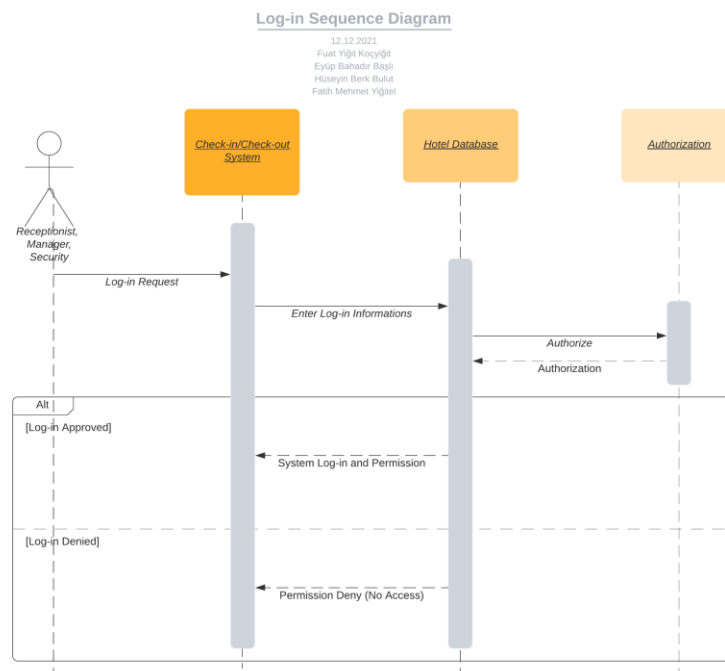 Log-in Sequence Diagram
12.12.2021
Fuat Yiğit Koçyiğit
Eyüp Bahadır Başlı
Hüseyin Berk Bulut
Fatih Mehmet Yiğitel
Check-in/Check-out
System
Hotel Database
Authorization
Receptionist,
Manager,
Security
Log-in Request
Enter Log-in Informations
Authorize
Authorization
Alt
[Log-in Approved]
System Log-in and Permission
[Log-in Denied]
Permission Deny (No Access)